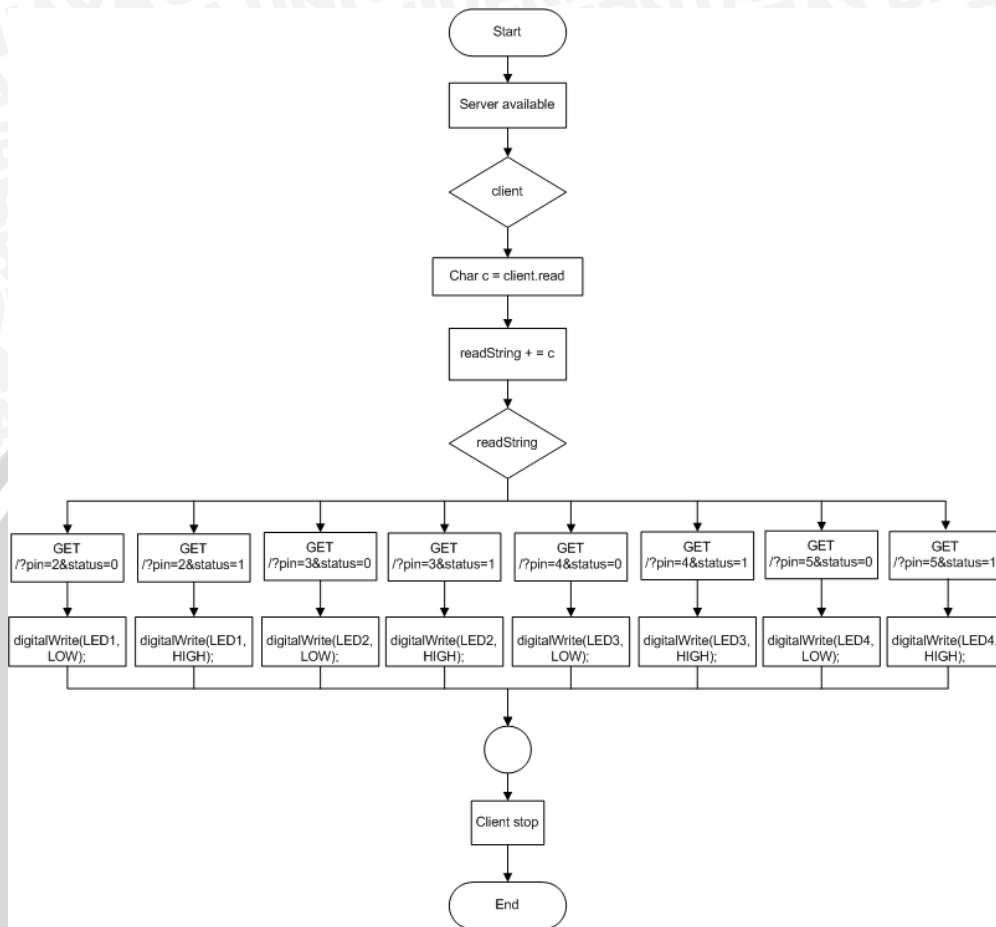 Start
Server available
client
Char c = client.read
readString + = c
readString
GET
/?pin=2&status=0
GET
/?pin=2&status=1
GET
/?pin=3&status=0
GET
/?pin=3&status=1
GET
/?pin=4&status=0
GET
/?pin=4&status=1
GET
/?pin=5&status=0
GET
/?pin=5&status=1
digitalWrite(LED1,
LOW);
digitalWrite(LED1,
HIGH);
digitalWrite(LED2,
LOW);
digitalWrite(LED2,
HIGH);
digitalWrite(LED3,
LOW);
digitalWrite(LED3,
HIGH);
digitalWrite(LED4,
LOW);
digitalWrite(LED4,
HIGH);
Client stop
End